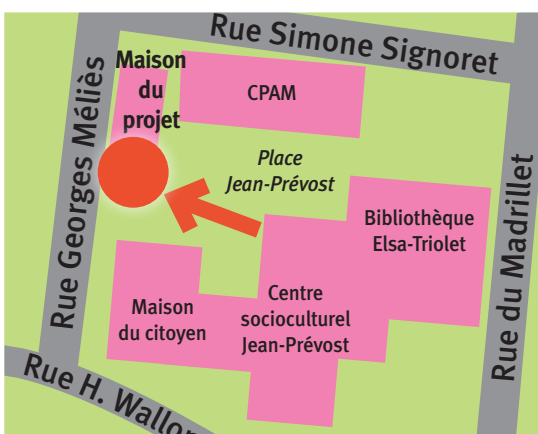 Rue Simone Signoret
Maison
du
projet
CPAM
Rue Georges Méliès
Place
Jean-Prévost
Bibliothèque
Elsa-Triolet
Rue du Madrillet
Maison
du citoyen
Centre
socioculturel
Jean-Prévost
Rue H. Wallon